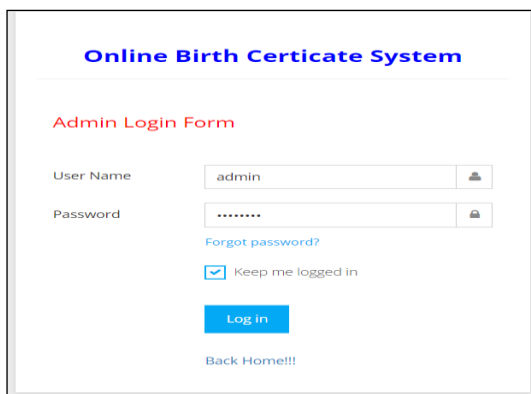 Online Birth Certicate System
Admin Login Form
User Name admin
Password ••••••••
Forgot password?
Keep me logged in
Log in
Back Home!!!